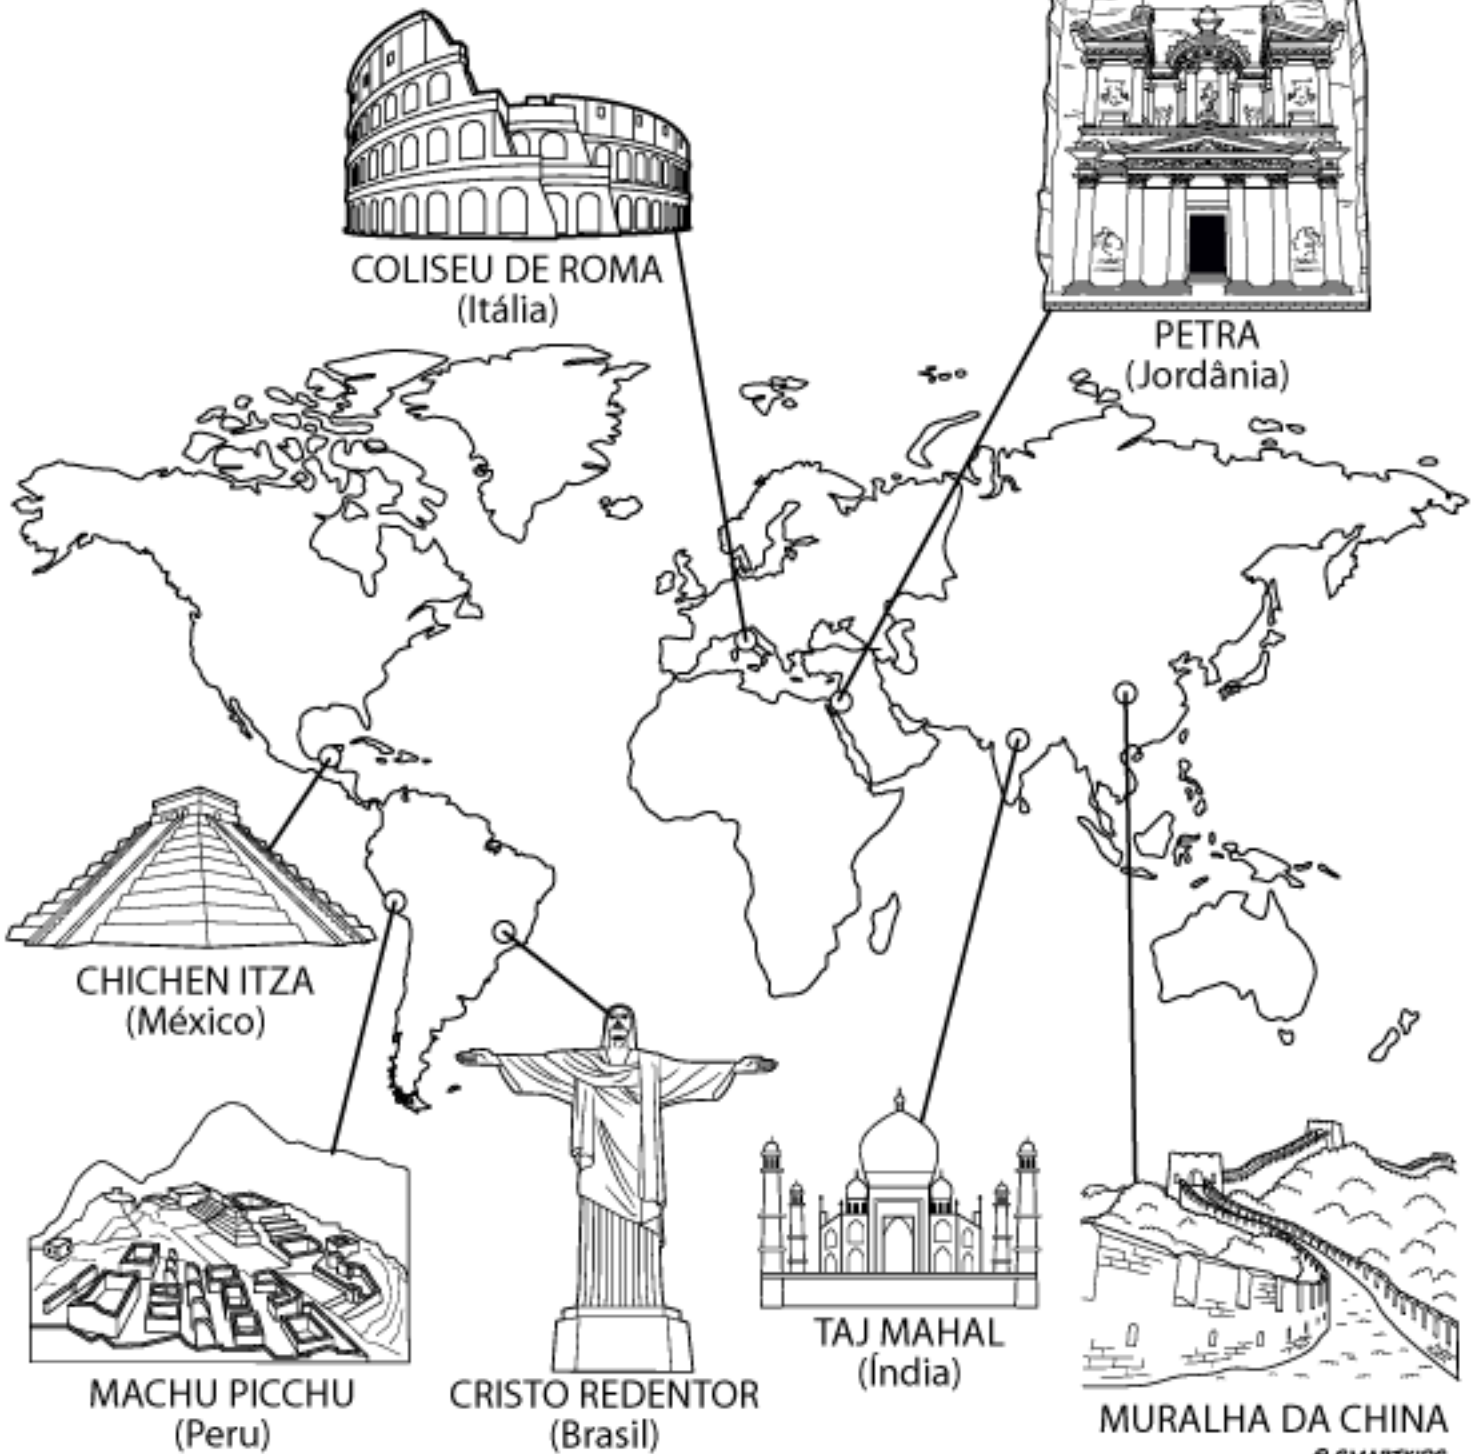 COLISEU DE ROMA
(Itália)
PETRA
(Jordânia)
CHICHEN ITZA
(México)
MACHU PICCHU
(Peru)
CRISTO REDENTOR
(Brasil)
TAJ MAHAL
(Índia)
MURALHA DA CHINA